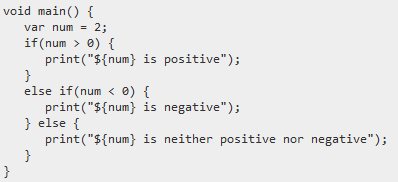 void main() {
   var num = 2;
   if(num > 0) {
      print("${num} is positive");
   }
   else if(num < 0) {
      print("${num} is negative");
   } else {
      print("${num} is neither positive nor negative");
   }
}